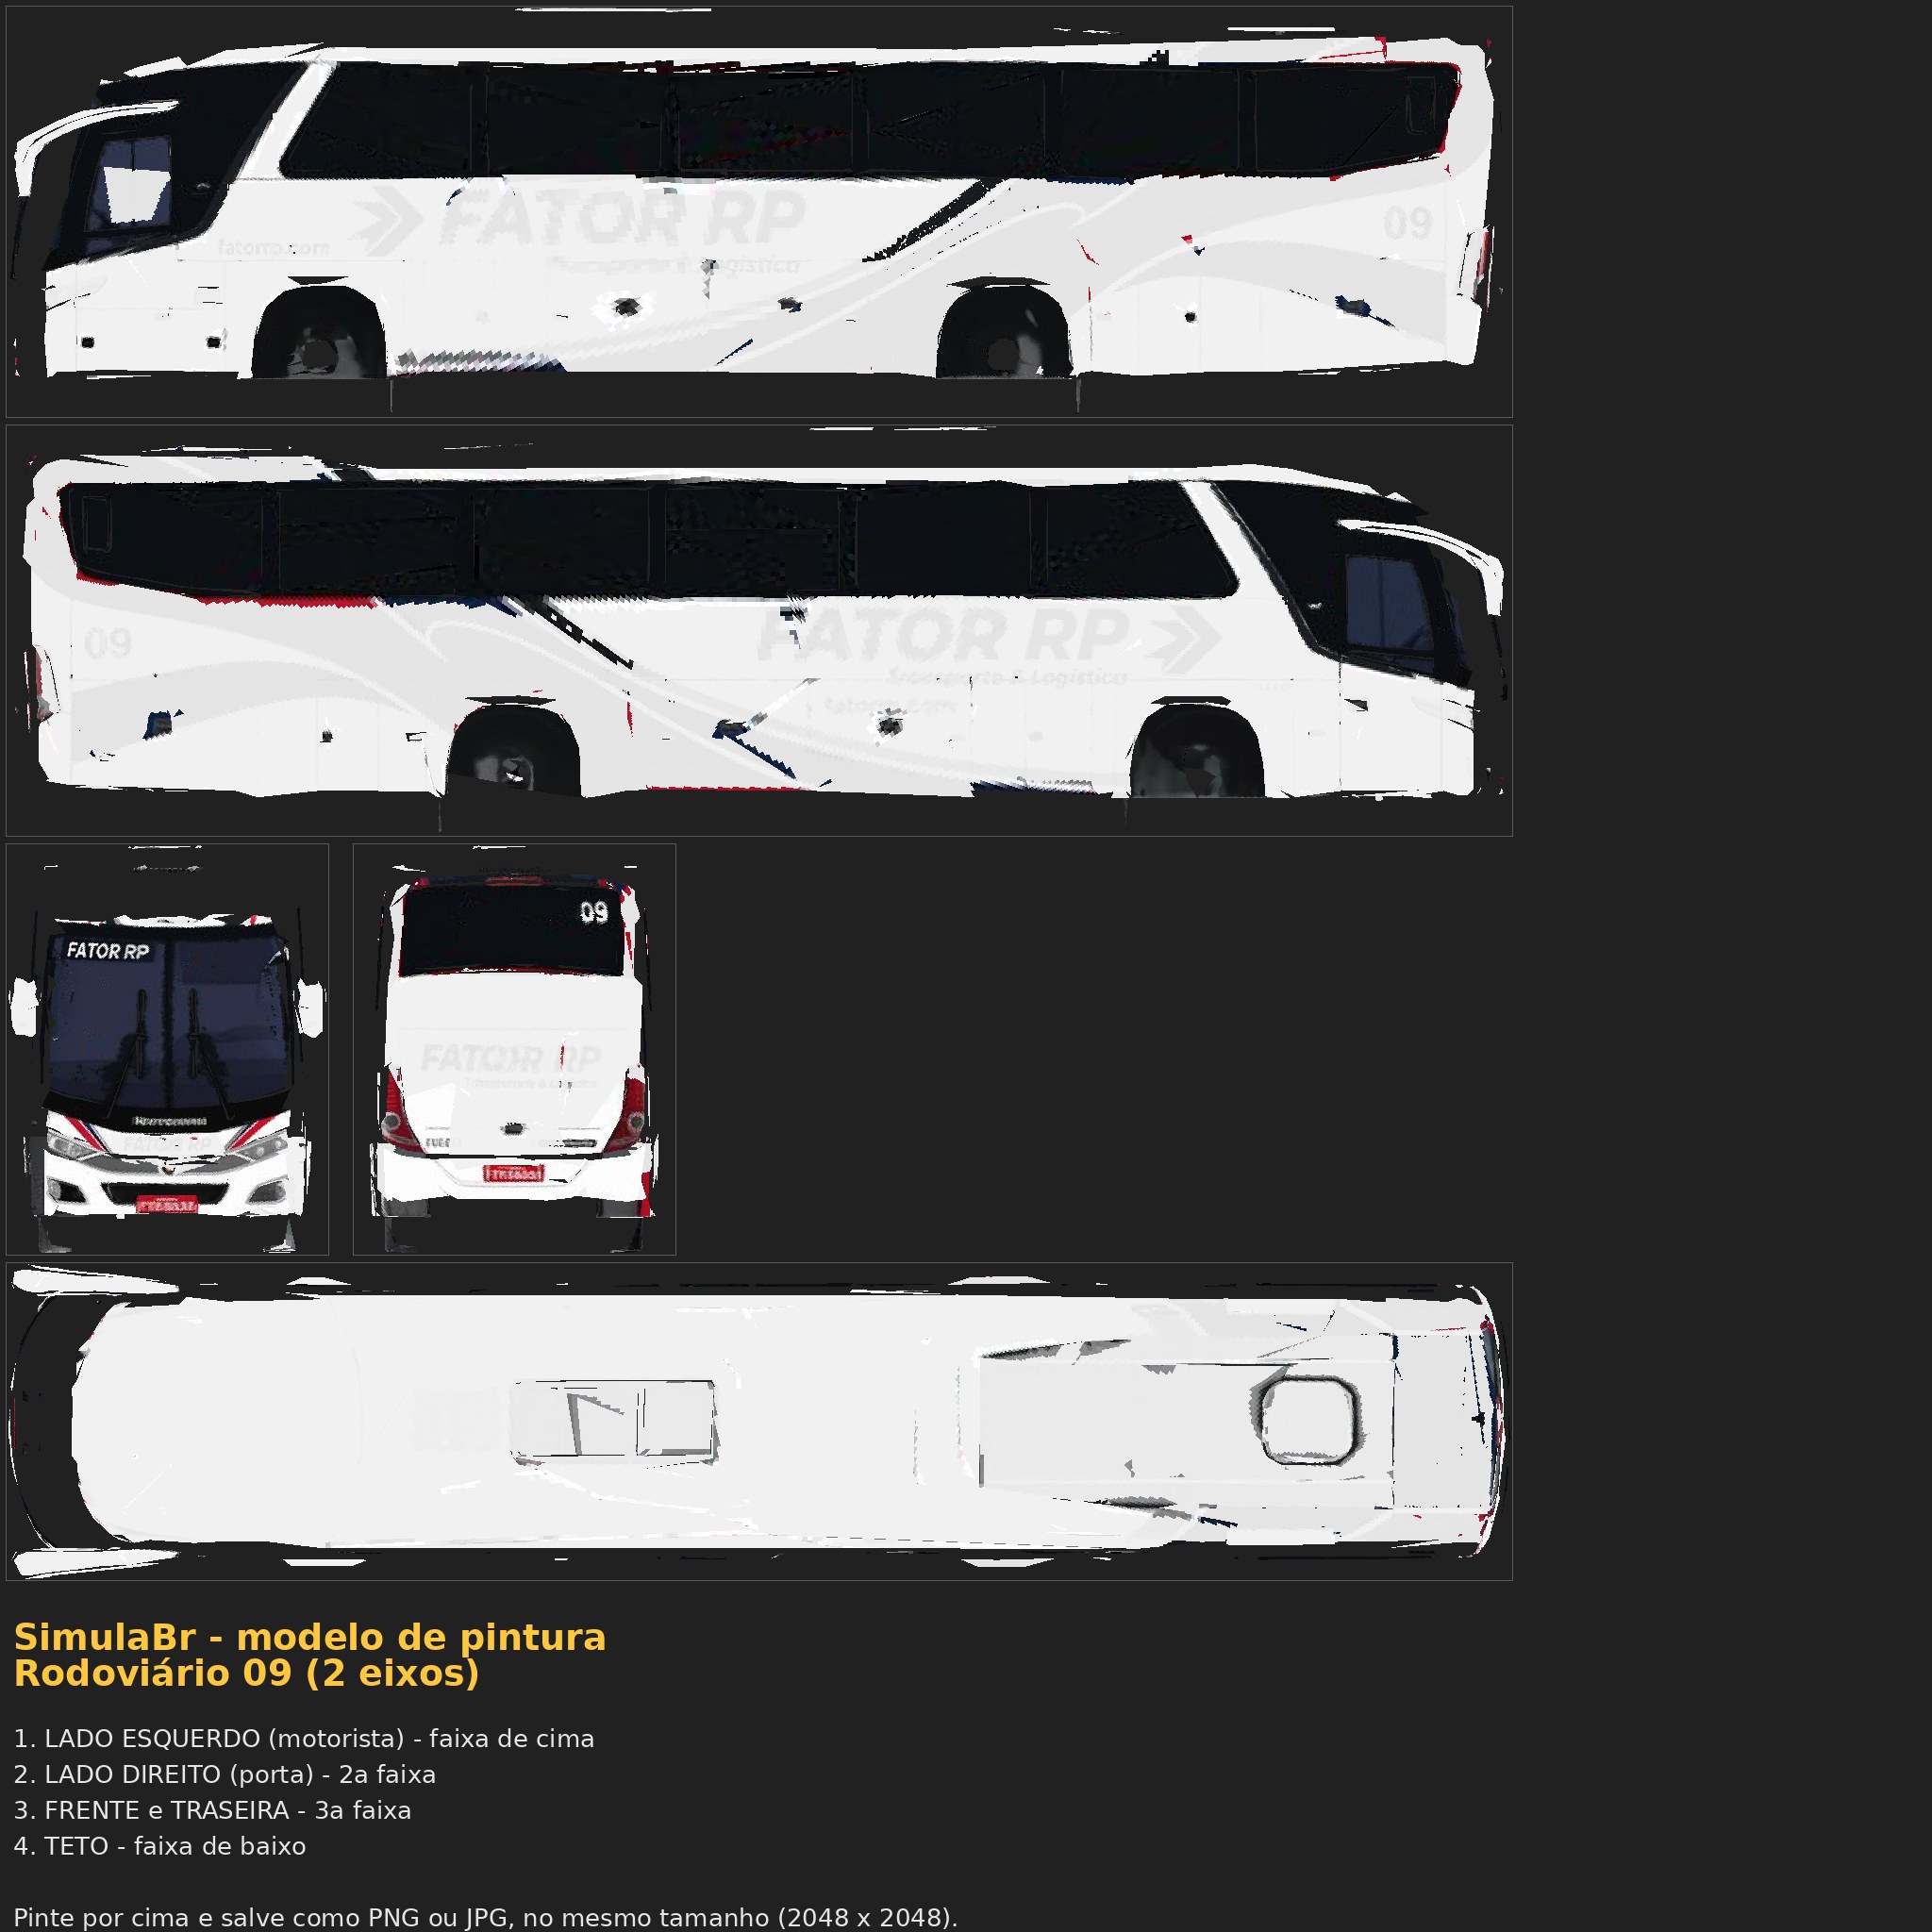 FATOR RP
09
fatorrp.com
& Logística
09
FATOR RP
Transporte & Logística
FATOR RP
09
FATOR RP
SimulaBr - modelo de pintura
Rodoviário 09 (2 eixos)
1. LADO ESQUERDO (motorista) - faixa de cima
2. LADO DIREITO (porta) - 2a faixa
3. FRENTE e TRASEIRA - 3a faixa
4. TETO - faixa de baixo
Pinte por cima e salve como PNG ou JPG, no mesmo tamanho (2048 x 2048).